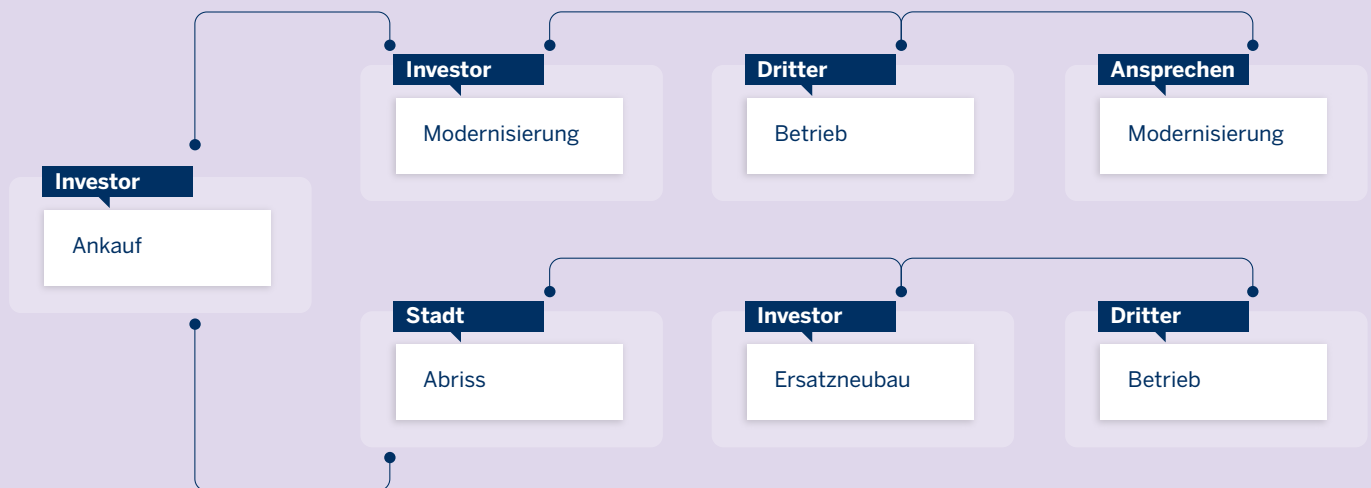 Investor
Ankauf
Investor
Modernisierung
Dritter
Betrieb
Ansprechen
Modernisierung
Stadt
Abriss
Investor
Ersatzneubau
Dritter
Betrieb